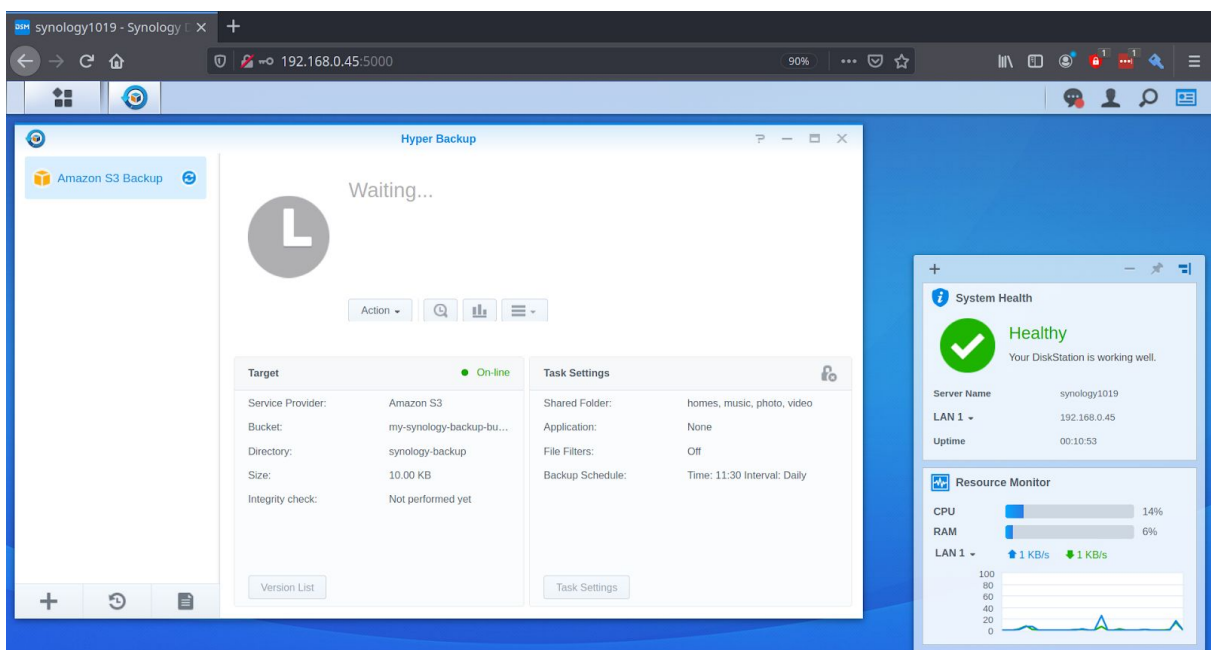 DSM synology1019 - Synology D
192.168.0.45:5000
90%
1
1
Hyper Backup
Amazon S3 Backup
Waiting...
Action
Target
On-line
Service Provider: Amazon S3
Bucket: my-synology-backup-bu...
Directory: synology-backup
Size: 10.00 KB
Integrity check: Not performed yet
Version List
Task Settings
Shared Folder: homes, music, photo, video
Application: None
File Filters: Off
Backup Schedule: Time: 11:30 Interval: Daily
Task Settings
System Health
Healthy
Your DiskStation is working well.
Server Name synology1019
LAN 1 192.168.0.45
Uptime 00:10:53
Resource Monitor
CPU 14%
RAM 6%
LAN 1 1 KB/s 1 KB/s
100
80
60
40
20
0